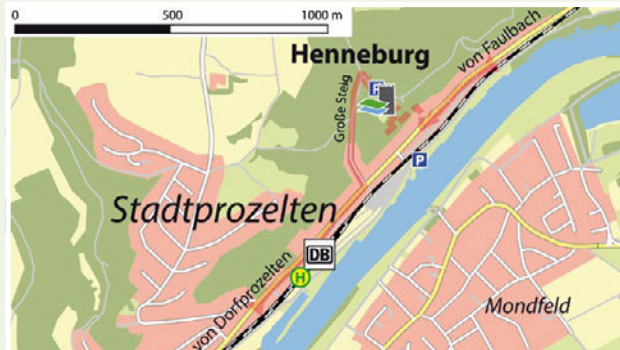 0 500 1000 m
Henneburg
von Faulbach
P
Große Steig
P
Stadtprozelten
DB
H
von Dorfprozelten
Mondfeld